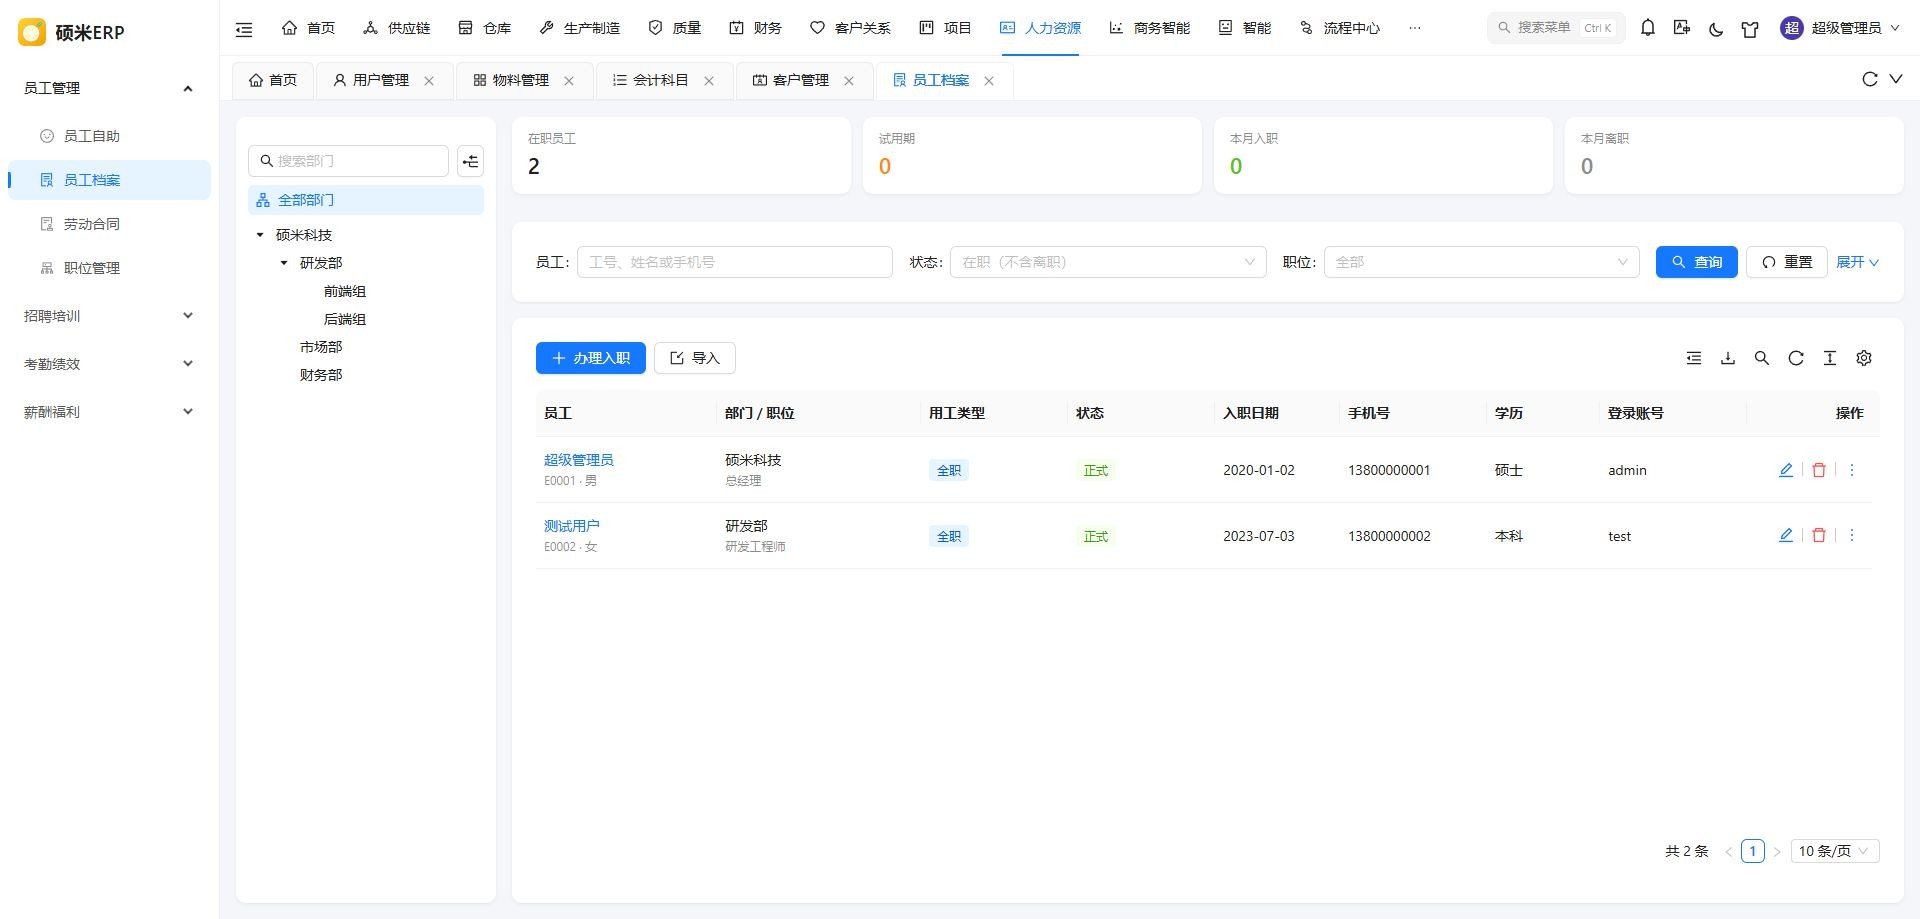 硕米ERP
首页 供应链 仓库 生产制造 质量 财务 客户关系 项目 人力资源 商务智能 智能 流程中心 ··· 搜索菜单 Ctrl K 超 超级管理员
首页 用户管理 物料管理 会计科目 客户管理 员工档案
员工管理
员工自助
员工档案
劳动合同
职位管理
招聘培训
考勤绩效
薪酬福利
搜索部门
全部部门
硕米科技
研发部
前端组
后端组
市场部
财务部
在职员工 试用期 本月入职 本月离职
2 0 0 0
员工: 工号、姓名或手机号 状态: 在职（不含离职） 职位: 全部 查询 重置 展开
办理入职 导入
员工 部门 / 职位 用工类型 状态 入职日期 手机号 学历 登录账号 操作
超级管理员 硕米科技 全职 正式 2020-01-02 13800000001 硕士 admin
E0001 · 男 总经理
测试用户 研发部 全职 正式 2023-07-03 13800000002 本科 test
E0002 · 女 研发工程师
共 2 条 < 1 > 10 条/页